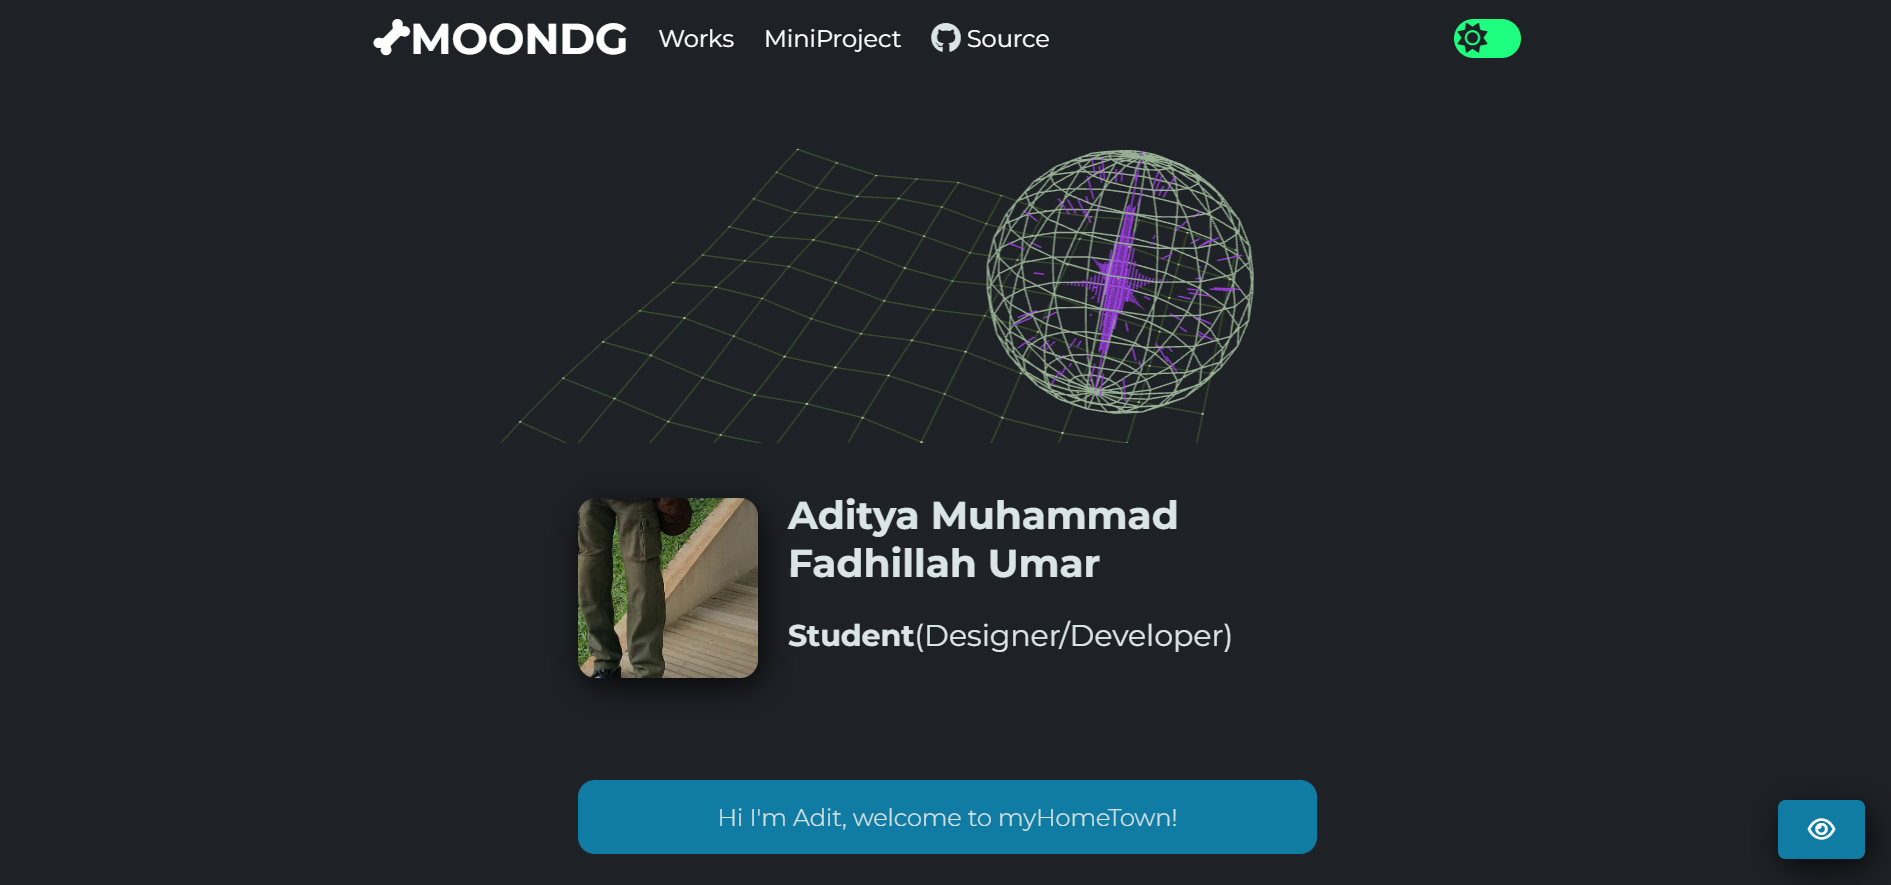 MOONDG
Works
MiniProject
Source
Aditya Muhammad
Fadhillah Umar
Student(Designer/Developer)
Hi I'm Adit, welcome to myHomeTown!